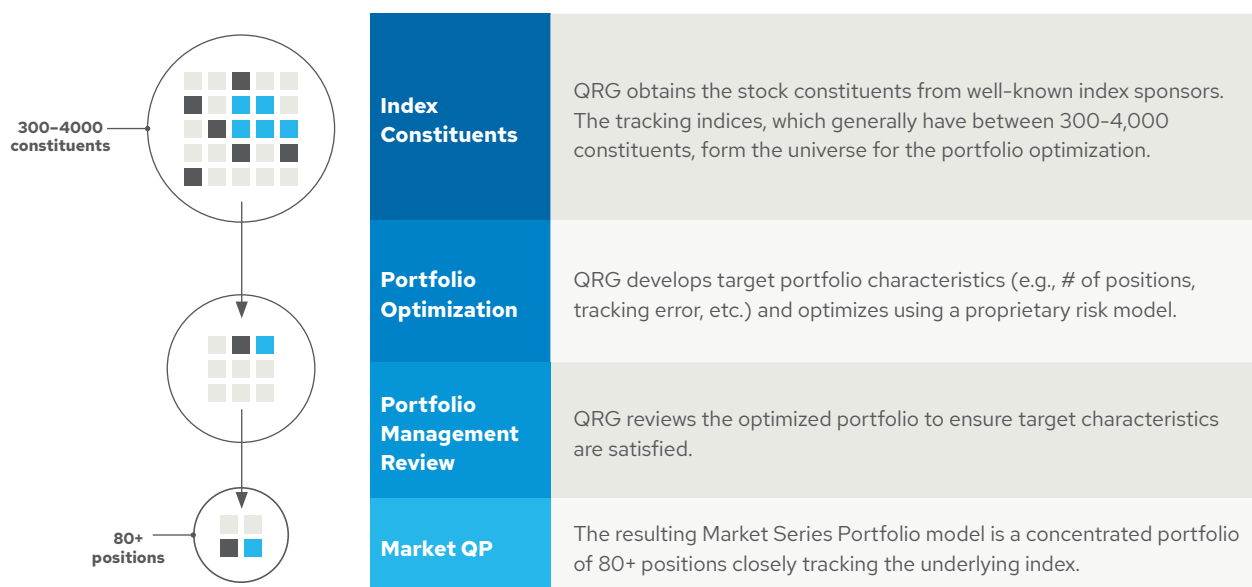 300–4000
constituents
Index
Constituents
QRG obtains the stock constituents from well-known index sponsors.
The tracking indices, which generally have between 300-4,000
constituents, form the universe for the portfolio optimization.
Portfolio
Optimization
QRG develops target portfolio characteristics (e.g., # of positions,
tracking error, etc.) and optimizes using a proprietary risk model.
Portfolio
Management
Review
QRG reviews the optimized portfolio to ensure target characteristics
are satisfied.
80+
positions
Market QP
The resulting Market Series Portfolio model is a concentrated portfolio
of 80+ positions closely tracking the underlying index.